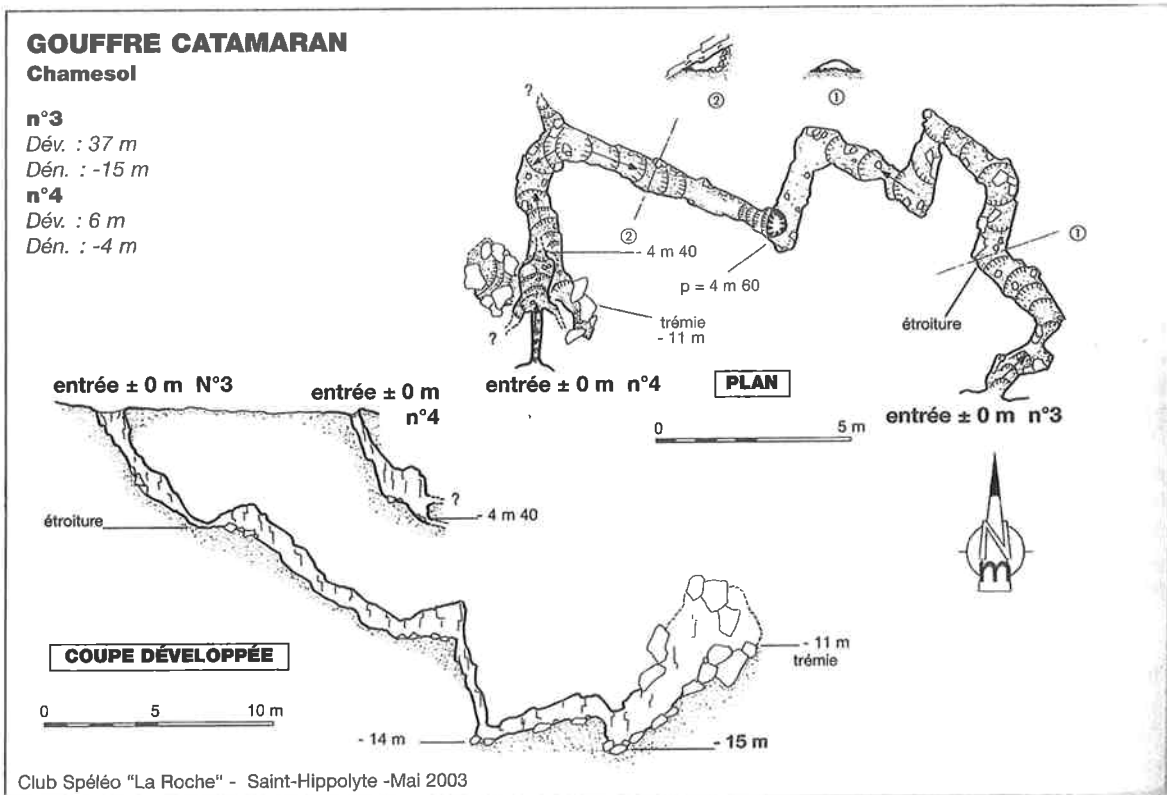 GOUFFRE CATAMARAN
Chamesol
n°3
Dév. : 37 m
Dén. : -15 m
n°4
Dév. : 6 m
Dén. : -4 m
?
②
①
②
①
- 4 m 40
p = 4 m 60
trémie
- 11 m
?
étroiture
entrée ± 0 m n°4
PLAN
entrée ± 0 m n°3
0 5 m
entrée ± 0 m N°3
entrée ± 0 m
n°4
?
- 4 m 40
étroiture
N
- 11 m
trémie
COUPE DÉVELOPPÉE
0 5 10 m
- 14 m
- 15 m
Club Spéléo "La Roche" - Saint-Hippolyte -Mai 2003